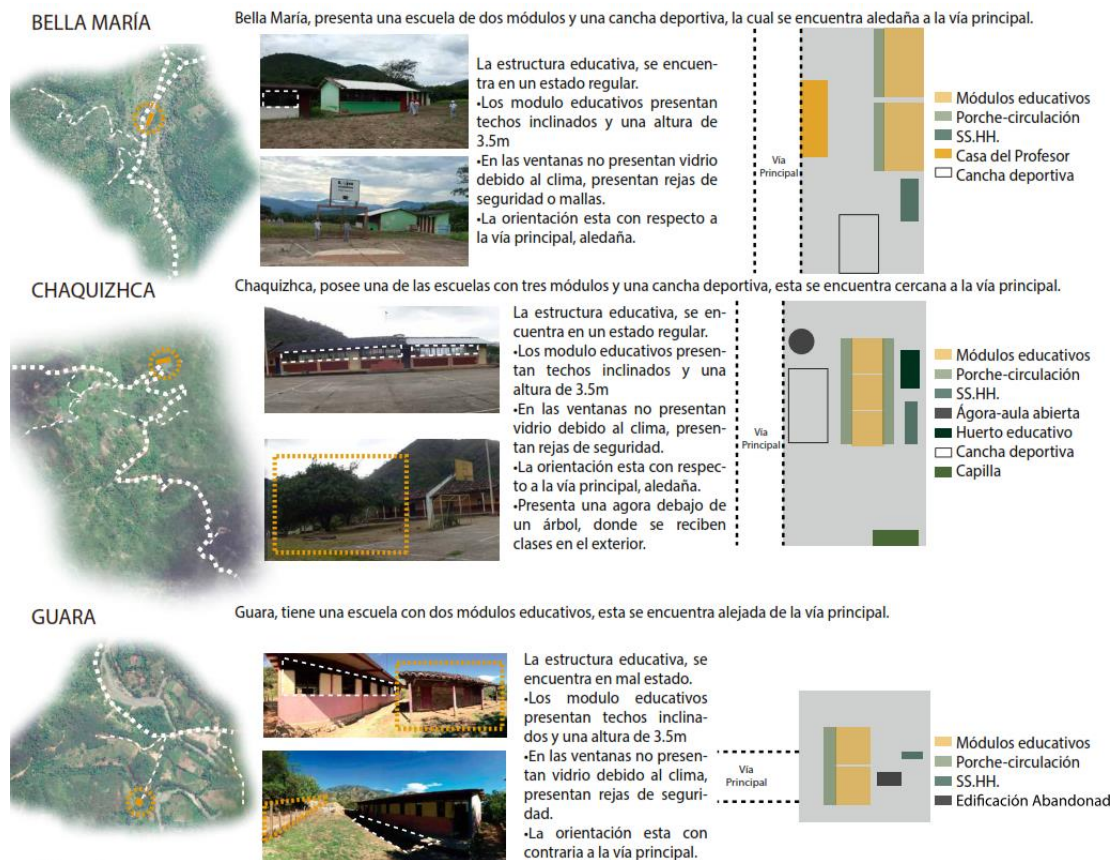 BELLA MARÍA
Bella María, presenta una escuela de dos módulos y una cancha deportiva, la cual se encuentra aledaña a la vía principal.
La estructura educativa, se encuen-
tra en un estado regular.
•Los modulo educativos presentan
techos inclinados y una altura de
3.5m
•En las ventanas no presentan vidrio
debido al clima, presentan rejas de
seguridad o mallas.
•La orientación esta con respecto a
la vía principal, aledaña.
Vía
Principal
Módulos educativos
Porche-circulación
SS.HH.
Casa del Profesor
Cancha deportiva
CHAQUIZHCA
Chaquizhca, posee una de las escuelas con tres módulos y una cancha deportiva, esta se encuentra cercana a la vía principal.
La estructura educativa, se en-
cuentra en un estado regular.
•Los modulo educativos presen-
tan techos inclinados y una
altura de 3.5m
•En las ventanas no presentan
vidrio debido al clima, presen-
tan rejas de seguridad.
•La orientación esta con respec-
to a la vía principal, aledaña.
•Presenta una agora debajo de
un árbol, donde se reciben
clases en el exterior.
Vía
Principal
Módulos educativos
Porche-circulación
SS.HH.
Ágora-aula abierta
Huerto educativo
Cancha deportiva
Capilla
GUARA
Guara, tiene una escuela con dos módulos educativos, esta se encuentra alejada de la vía principal.
La estructura educativa, se
encuentra en mal estado.
•Los modulo educativos
presentan techos inclina-
dos y una altura de 3.5m
•En las ventanas no presen-
tan vidrio debido al clima,
presentan rejas de seguri-
dad.
•La orientación esta con
contraria a la vía principal.
Vía
Principal
Módulos educativos
Porche-circulación
SS.HH.
Edificación Abandonad